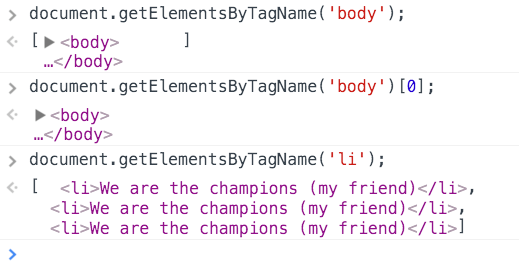 document.getElementsByTagName('body');
[ ▶<body> ]
…</body>
document.getElementsByTagName('body')[0];
▶<body>
…</body>
document.getElementsByTagName('li');
[ <li>We are the champions (my friend)</li>,
<li>We are the champions (my friend)</li>,
<li>We are the champions (my friend)</li>]